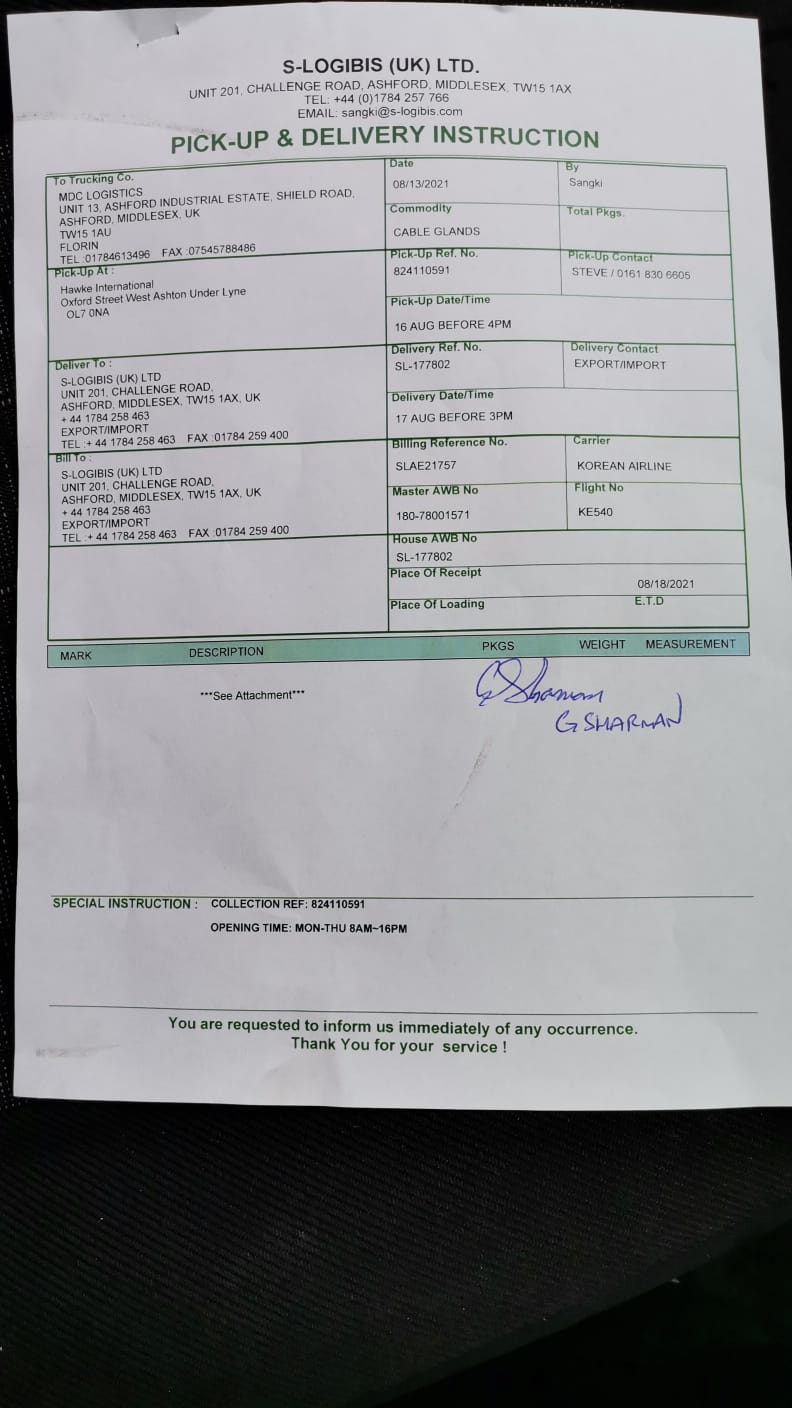 S-LOGIBIS (UK) LTD.
UNIT 201, CHALLENGE ROAD, ASHFORD, MIDDLESEX, TW15 1AX
TEL: +44 (0)1784 257 766
EMAIL: sangki@s-logibis.com
PICK-UP & DELIVERY INSTRUCTION
To Trucking Co.
MDC LOGISTICS
UNIT 13, ASHFORD INDUSTRIAL ESTATE, SHIELD ROAD,
ASHFORD, MIDDLESEX, UK
TW15 1AU
FLORIN
TEL :01784613496 FAX :07545788486
Date
08/13/2021
By
Sangki
Commodity
CABLE GLANDS
Total Pkgs.
Pick-Up At :
Hawke International
Oxford Street West Ashton Under Lyne
OL7 0NA
Pick-Up Ref. No.
824110591
Pick-Up Contact
STEVE / 0161 830 6605
Pick-Up Date/Time
16 AUG BEFORE 4PM
Deliver To :
S-LOGIBIS (UK) LTD
UNIT 201, CHALLENGE ROAD,
ASHFORD, MIDDLESEX, TW15 1AX, UK
+ 44 1784 258 463
EXPORT/IMPORT
TEL :+ 44 1784 258 463 FAX :01784 259 400
Delivery Ref. No.
SL-177802
Delivery Contact
EXPORT/IMPORT
Delivery Date/Time
17 AUG BEFORE 3PM
Bill To :
S-LOGIBIS (UK) LTD
UNIT 201, CHALLENGE ROAD,
ASHFORD, MIDDLESEX, TW15 1AX, UK
+ 44 1784 258 463
EXPORT/IMPORT
TEL :+ 44 1784 258 463 FAX :01784 259 400
Billing Reference No.
SLAE21757
Carrier
KOREAN AIRLINE
Master AWB No
180-78001571
Flight No
KE540
House AWB No
SL-177802
Place Of Receipt
08/18/2021
Place Of Loading
E.T.D
MARK DESCRIPTION PKGS WEIGHT MEASUREMENT
***See Attachment***
G Sharman
G SHARMAN
SPECIAL INSTRUCTION : COLLECTION REF: 824110591
OPENING TIME: MON-THU 8AM~16PM
You are requested to inform us immediately of any occurrence.
Thank You for your service !